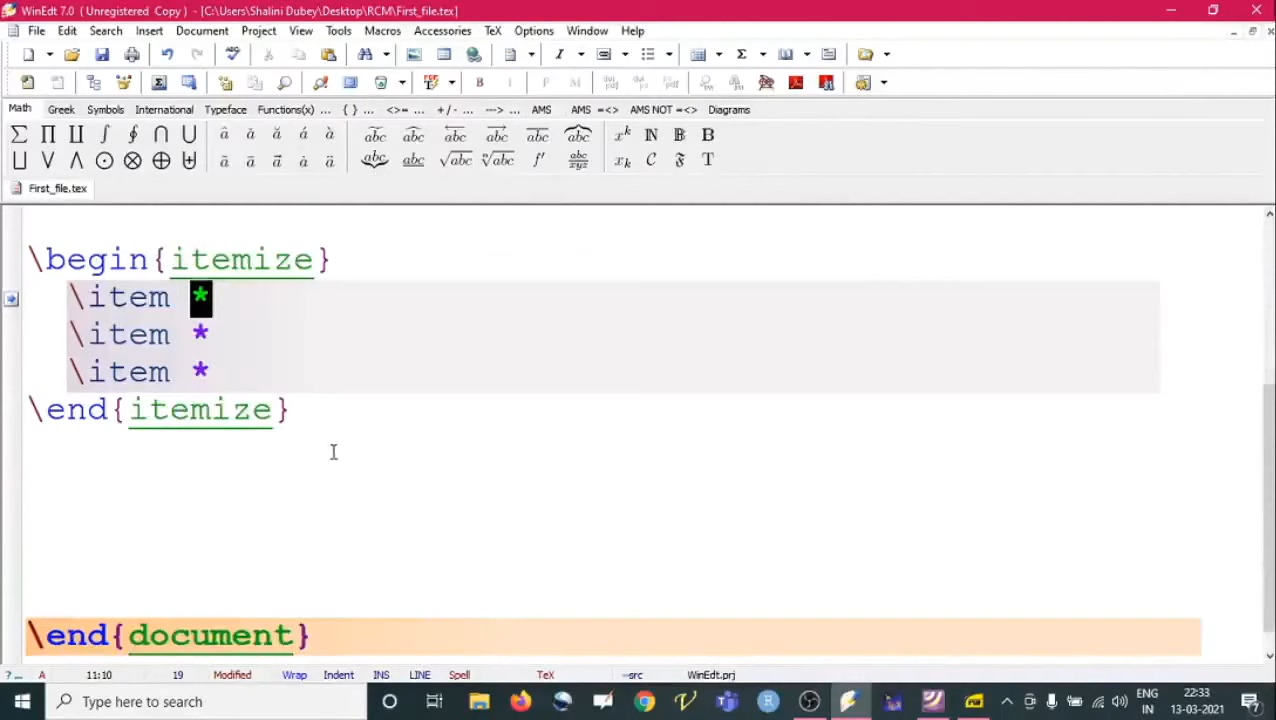 WinEdt 7.0 ( Unregistered Copy ) - [C:\Users\Shalini Dubey\Desktop\RCM\First_file.tex]
File Edit Search Insert Document Project View Tools Macros Accessories TeX Options Window Help
Math Greek Symbols International Typeface Functions(x) ... { } ... <>= ... +/- ... ---> ... AMS AMS =<> AMS NOT =<> Diagrams
First_file.tex
\begin{itemize}
\item *
\item *
\item *
\end{itemize}
\end{document}
?... A 11:10 19 Modified Wrap Indent INS LINE Spell TeX --src WinEdt.prj
Type here to search
ENG 22:33
IN 13-03-2021